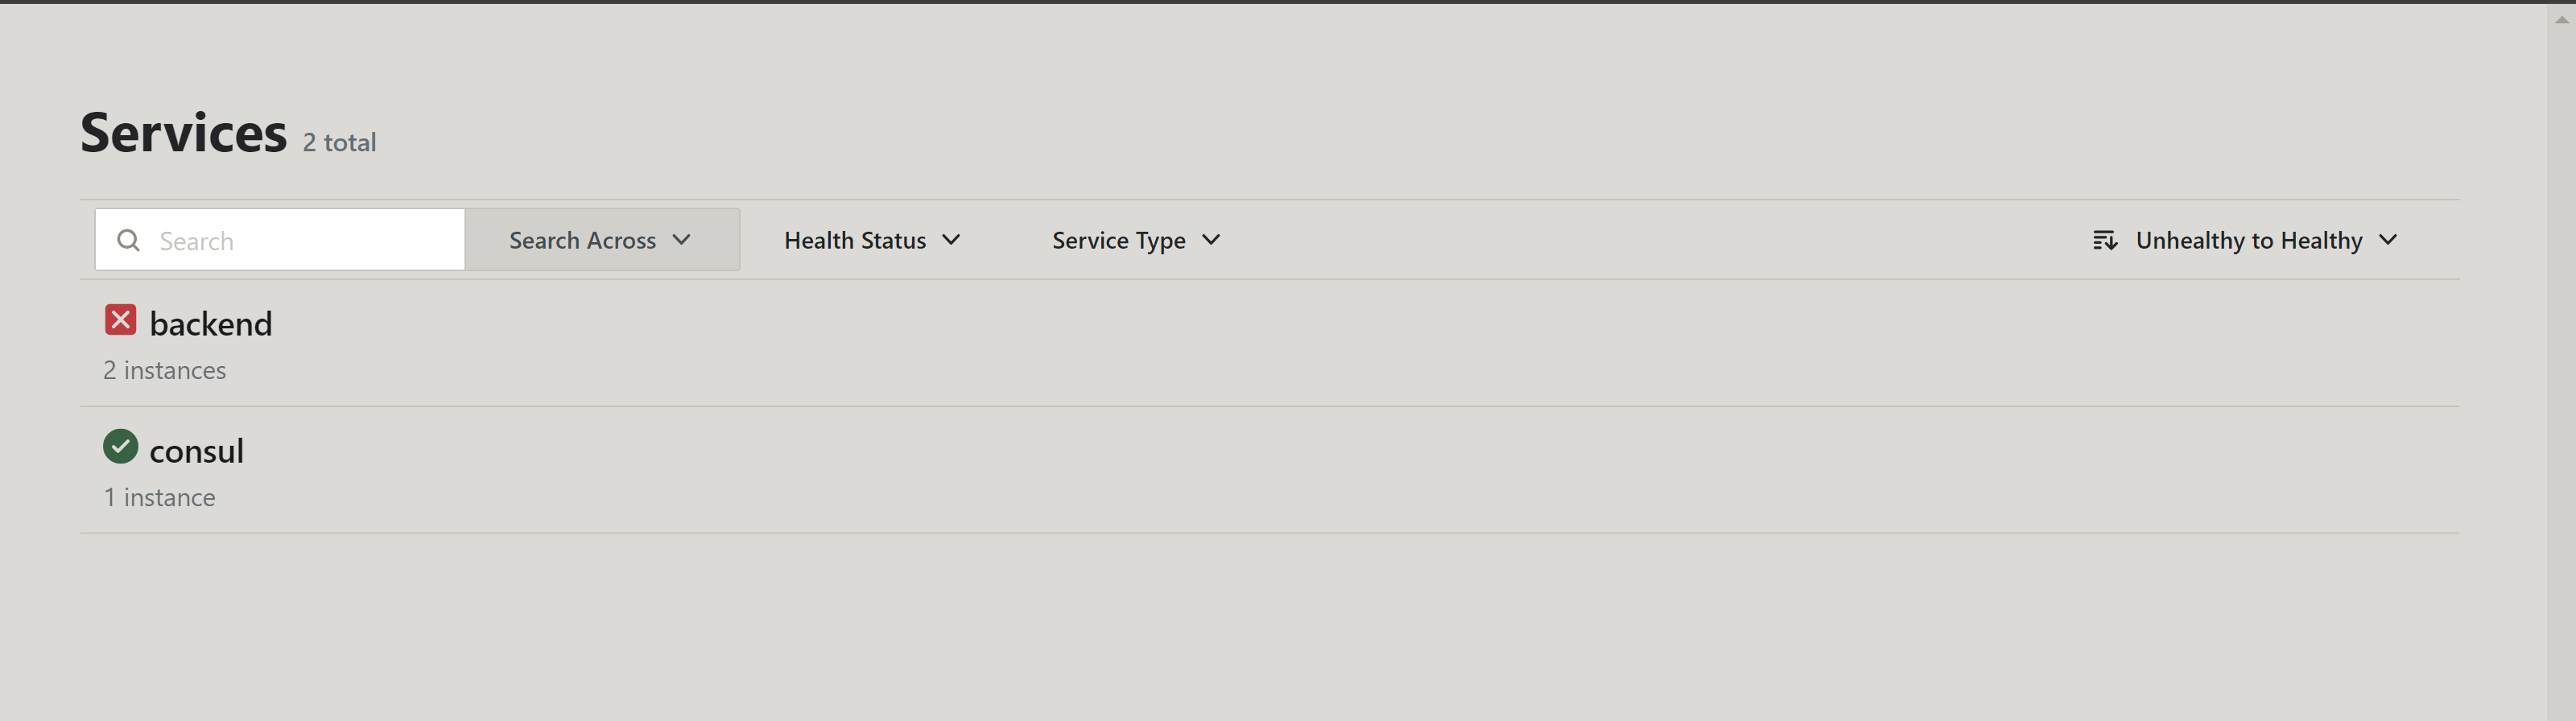 Services 2 total
Search Search Across Health Status Service Type Unhealthy to Healthy
backend
2 instances
consul
1 instance